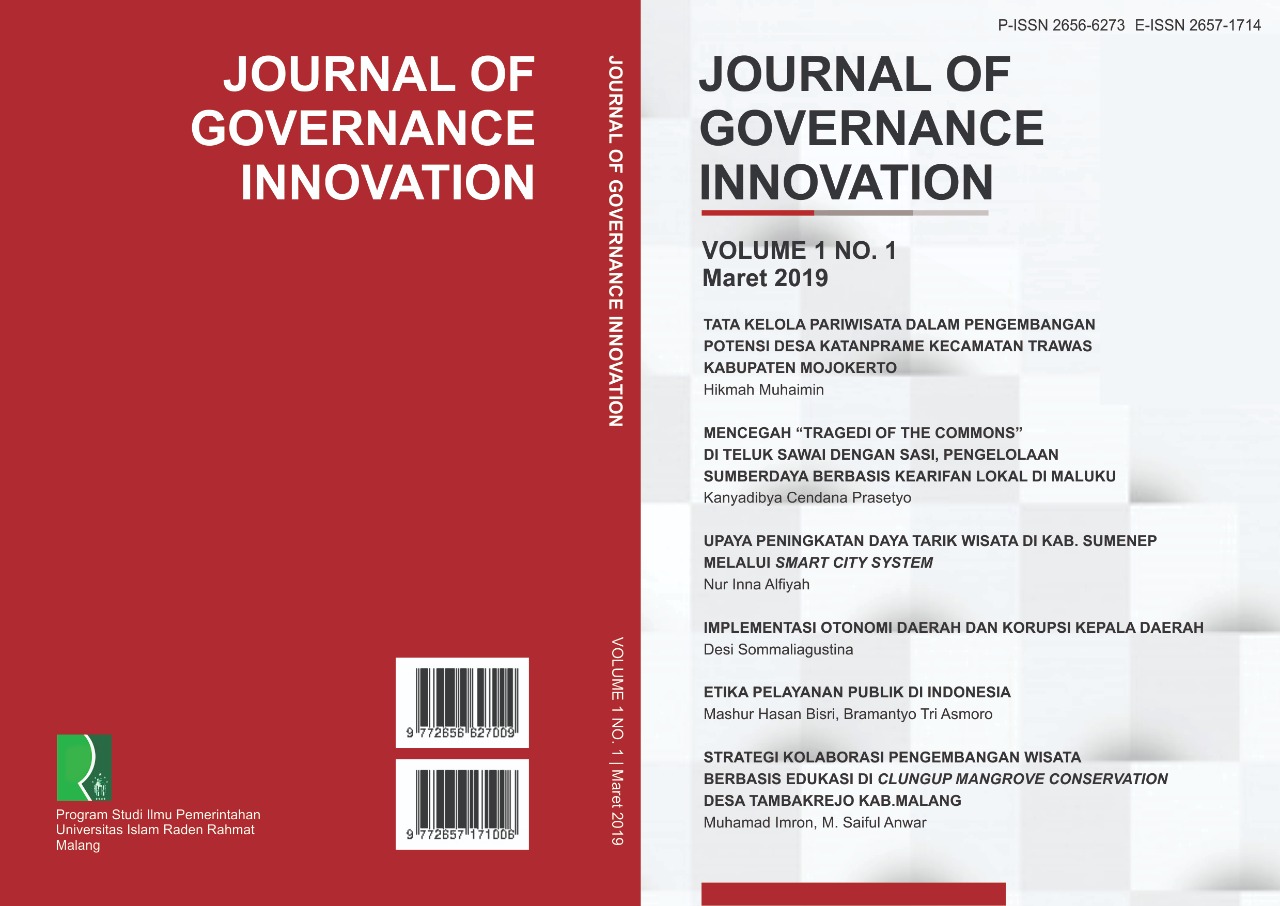 JOURNAL OF
GOVERNANCE
INNOVATION
9 772656 627009
9 772657 171006
Program Studi Ilmu Pemerintahan
Universitas Islam Raden Rahmat
Malang
JOURNAL OF GOVERNANCE INNOVATION
VOLUME 1 NO. 1 | Maret 2019
P-ISSN 2656-6273 E-ISSN 2657-1714
JOURNAL OF
GOVERNANCE
INNOVATION
VOLUME 1 NO. 1
Maret 2019
TATA KELOLA PARIWISATA DALAM PENGEMBANGAN
POTENSI DESA KATANPRAME KECAMATAN TRAWAS
KABUPATEN MOJOKERTO
Hikmah Muhaimin
MENCEGAH “TRAGEDI OF THE COMMONS”
DI TELUK SAWAI DENGAN SASI, PENGELOLAAN
SUMBERDAYA BERBASIS KEARIFAN LOKAL DI MALUKU
Kanyadibya Cendana Prasetyo
UPAYA PENINGKATAN DAYA TARIK WISATA DI KAB. SUMENEP
MELALUI SMART CITY SYSTEM
Nur Inna Alfiyah
IMPLEMENTASI OTONOMI DAERAH DAN KORUPSI KEPALA DAERAH
Desi Sommaliagustina
ETIKA PELAYANAN PUBLIK DI INDONESIA
Mashur Hasan Bisri, Bramantyo Tri Asmoro
STRATEGI KOLABORASI PENGEMBANGAN WISATA
BERBASIS EDUKASI DI CLUNGUP MANGROVE CONSERVATION
DESA TAMBAKREJO KAB.MALANG
Muhamad Imron, M. Saiful Anwar